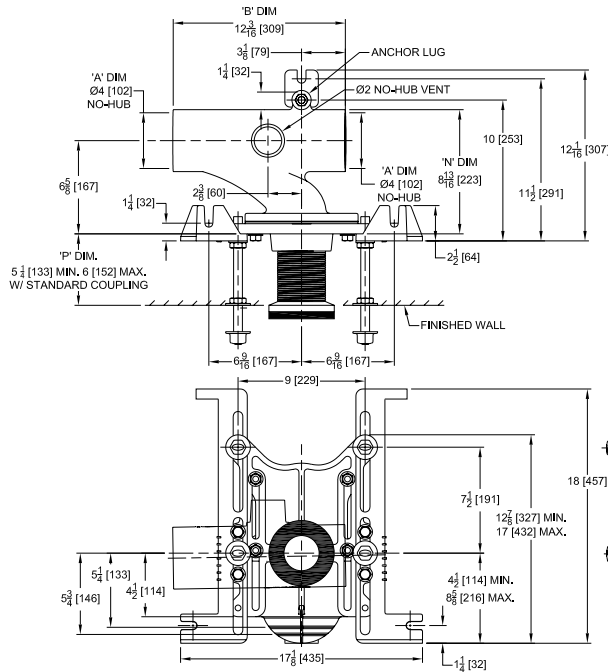 'B' DIM
12 3/16 [309]
3 1/8 [79]
ANCHOR LUG
1 1/4 [32]
'A' DIM
Ø4 [102]
NO-HUB
Ø2 NO-HUB VENT
10 [253]
12 1/16 [307]
'N' DIM
8 13/16 [223]
11 1/2 [291]
6 5/8 [167]
'A' DIM
Ø4 [102]
NO-HUB
2 3/8 [60]
1 1/4 [32]
2 1/2 [64]
'P' DIM.
5 1/4 [133] MIN. 6 [152] MAX.
W/ STANDARD COUPLING
FINISHED WALL
6 9/16 [167]
6 9/16 [167]
9 [229]
18 [457]
7 1/2 [191]
12 7/8 [327] MIN.
17 [432] MAX.
5 1/4 [133]
4 1/2 [114]
5 3/4 [146]
4 1/2 [114] MIN.
8 5/8 [216] MAX.
17 1/8 [435]
1 1/4 [32]